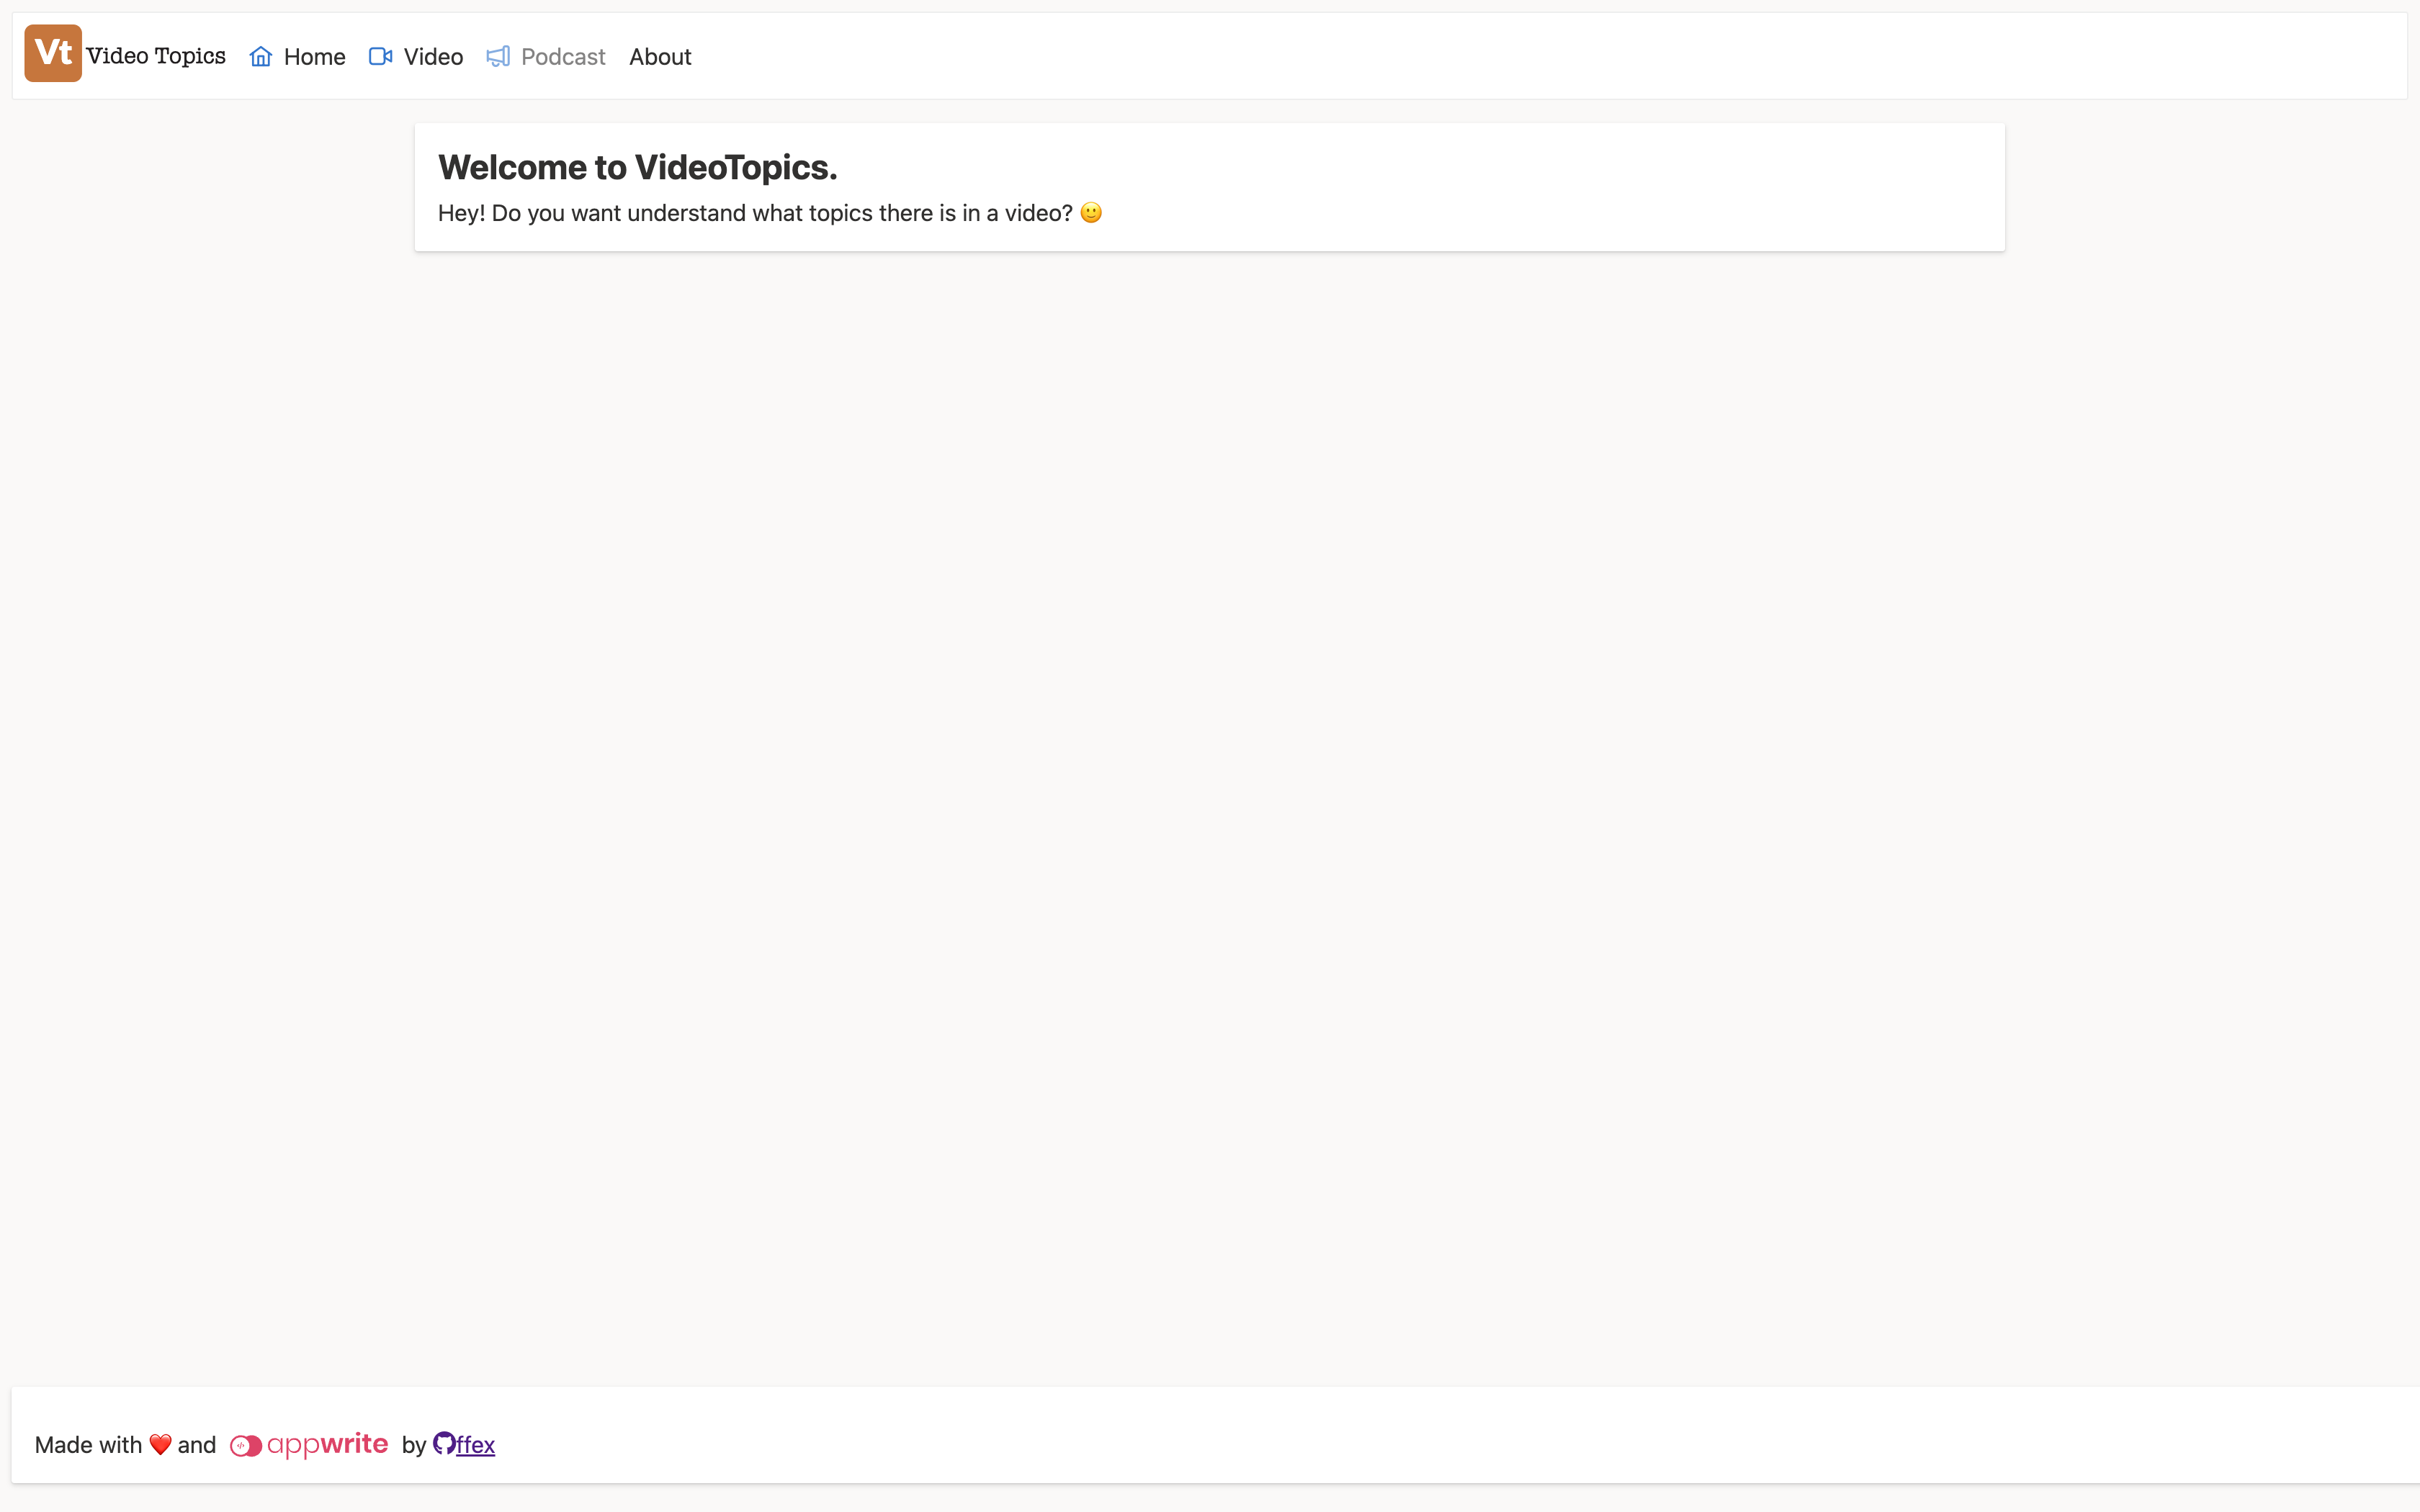 Vt Video Topics Home Video Podcast About
Welcome to VideoTopics.
Hey! Do you want understand what topics there is in a video? 🙂
Made with ❤️ and appwrite by ffex